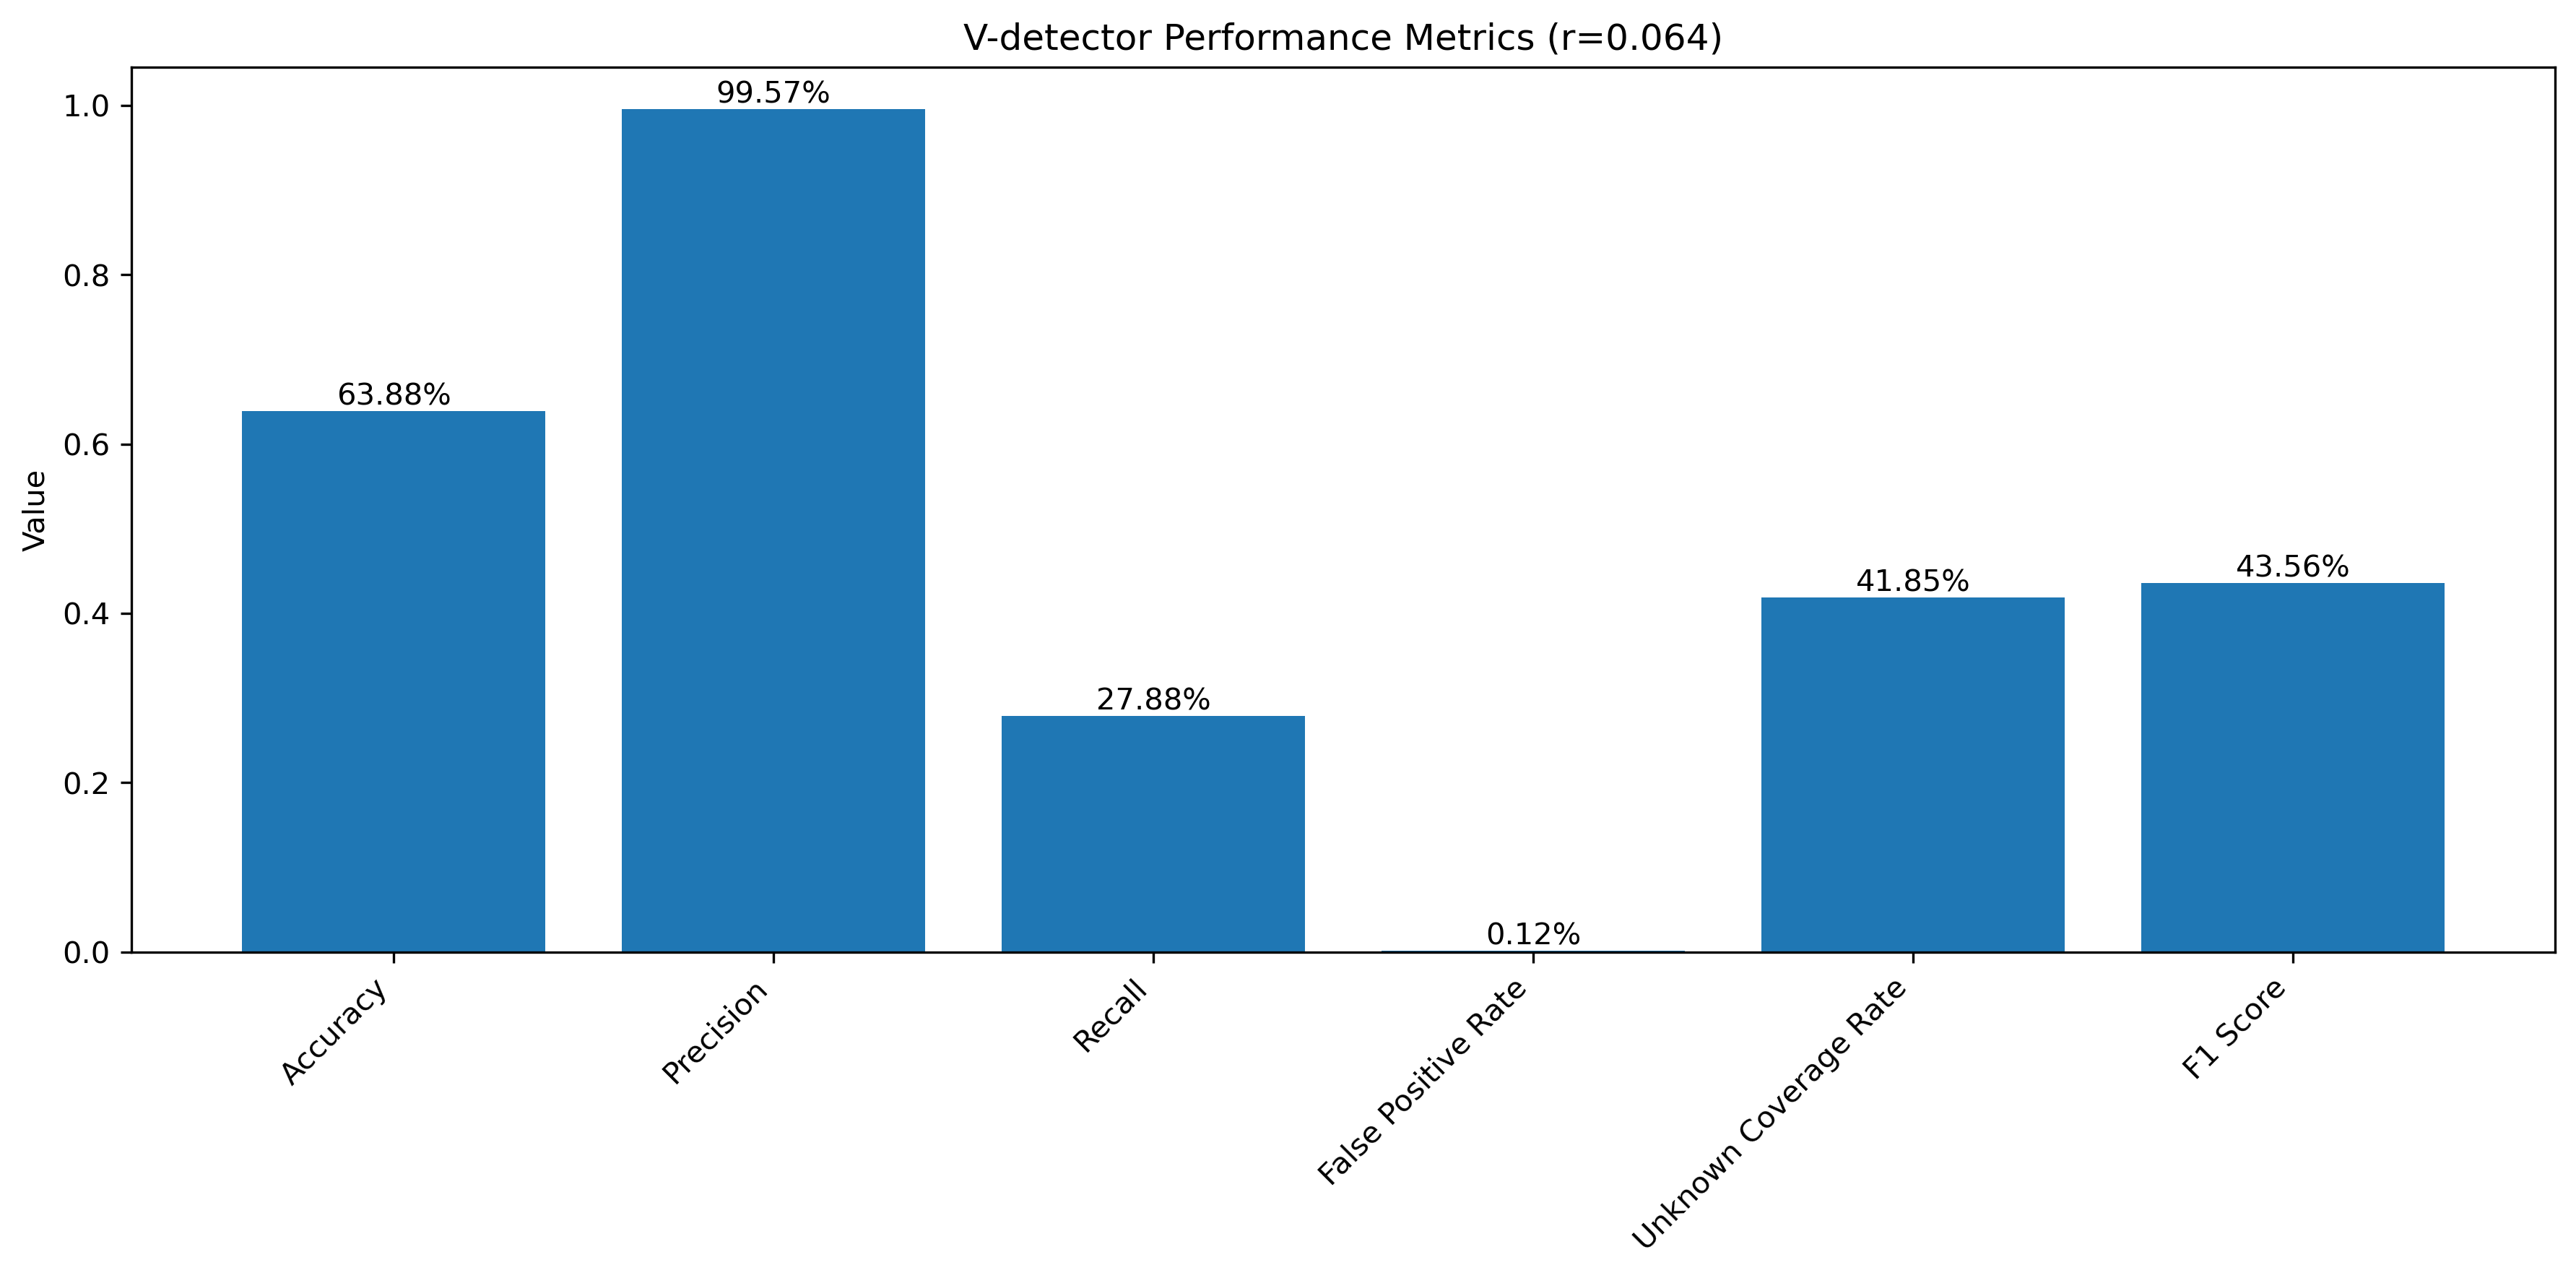 V-detector Performance Metrics (r=0.064)
Value
1.0
0.8
0.6
0.4
0.2
0.0
63.88%
99.57%
27.88%
0.12%
41.85%
43.56%
Accuracy
Precision
Recall
False Positive Rate
Unknown Coverage Rate
F1 Score